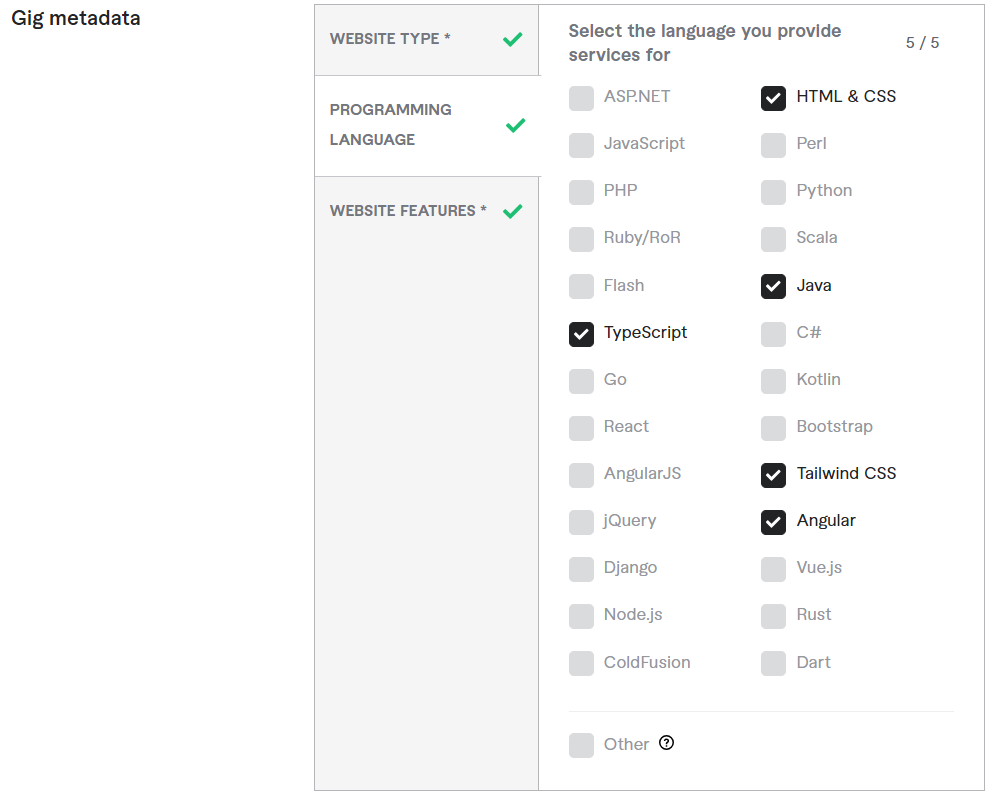 Gig metadata
WEBSITE TYPE *
PROGRAMMING
LANGUAGE
WEBSITE FEATURES *
Select the language you provide
services for
5 / 5
ASP.NET
HTML & CSS
JavaScript
Perl
PHP
Python
Ruby/RoR
Scala
Flash
Java
TypeScript
C#
Go
Kotlin
React
Bootstrap
AngularJS
Tailwind CSS
jQuery
Angular
Django
Vue.js
Node.js
Rust
ColdFusion
Dart
Other ?